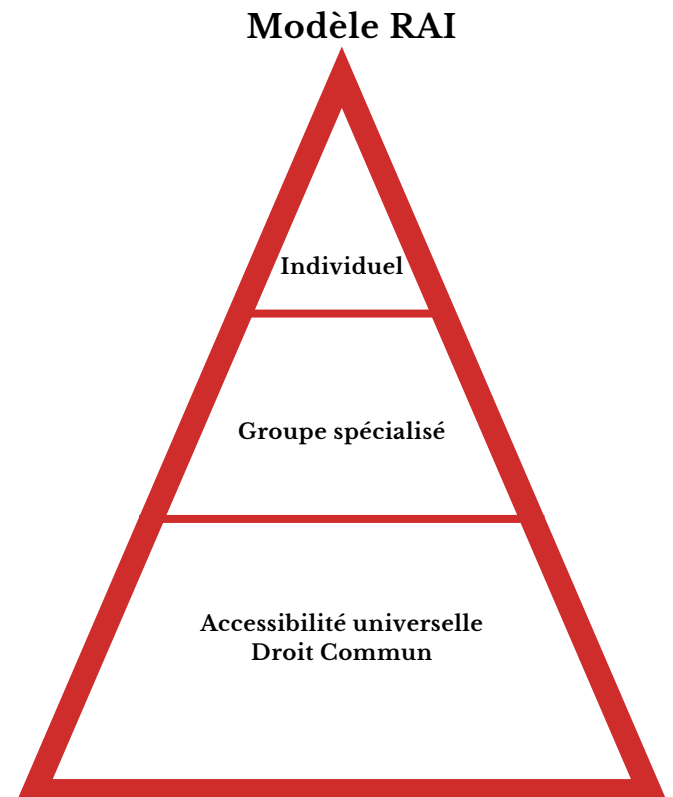 Modèle RAI
Individuel
Groupe spécialisé
Accessibilité universelle
Droit Commun